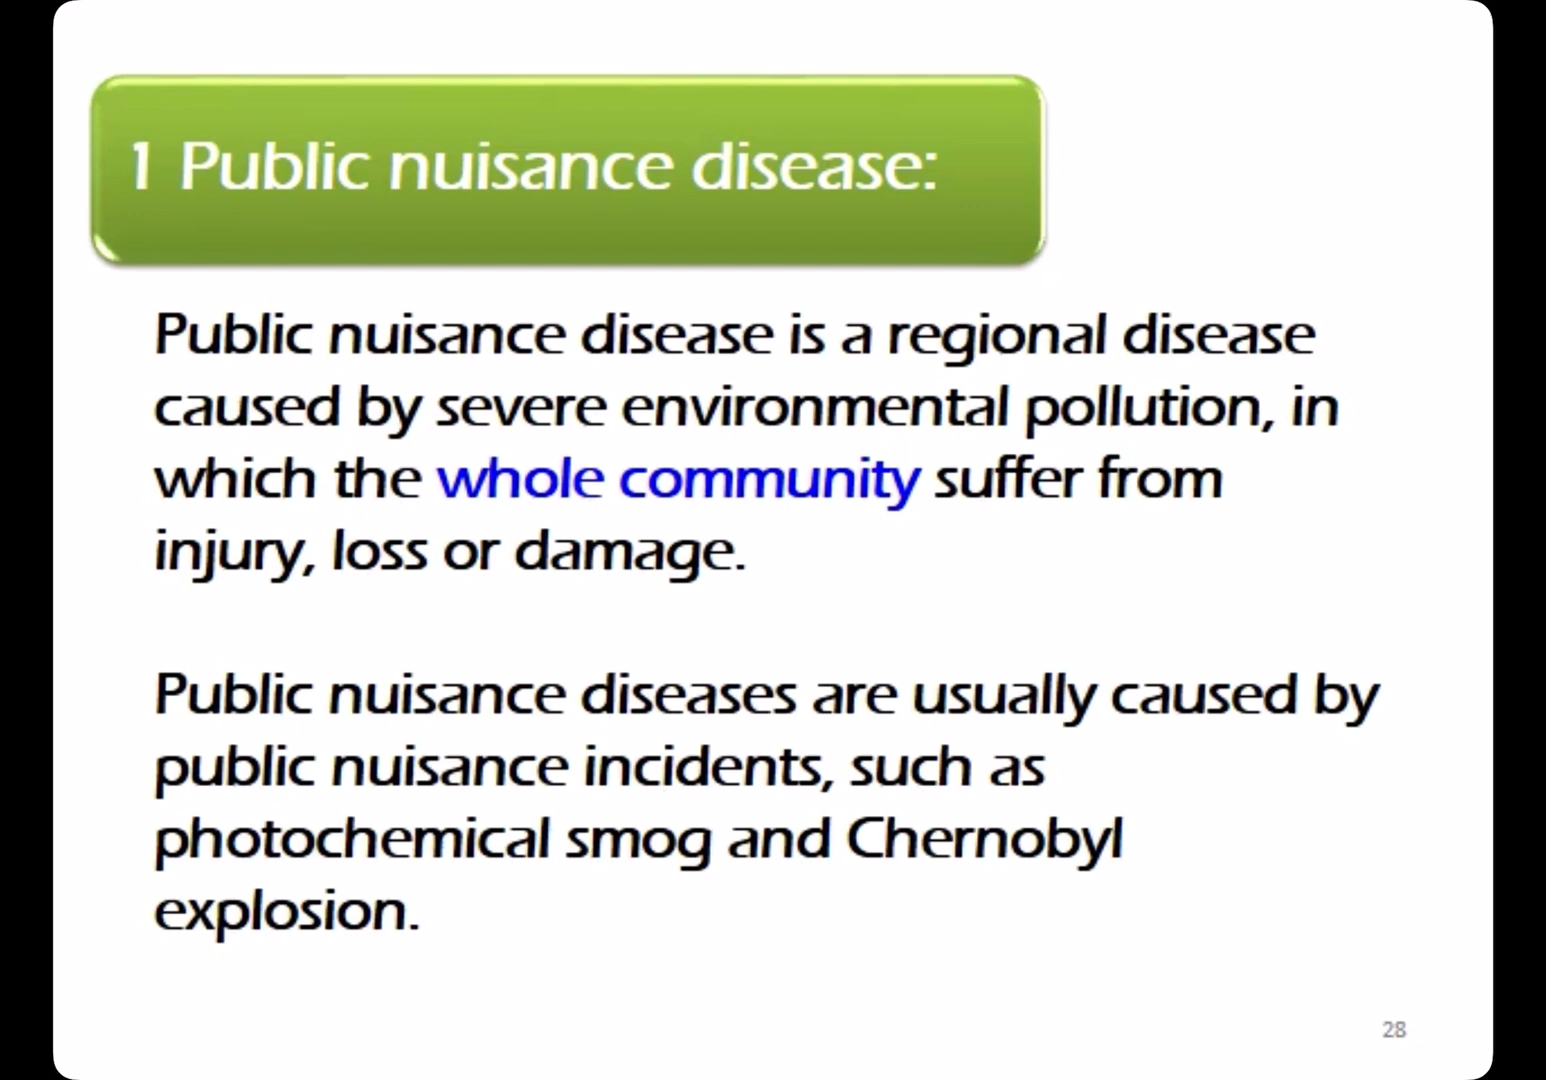 1 Public nuisance disease:
Public nuisance disease is a regional disease
caused by severe environmental pollution, in
which the whole community suffer from
injury, loss or damage.
Public nuisance diseases are usually caused by
public nuisance incidents, such as
photochemical smog and Chernobyl
explosion.
28